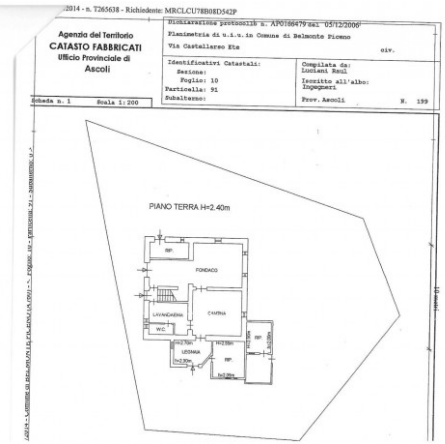 2014 - n. T265638 - Richiedente: MRCLCU78B08D542P
Agenzia del Territorio
CATASTO FABBRICATI
Ufficio Provinciale di
Ascoli
Dichiarazione protocollo n. AP0186479 del 05/12/2006
Planimetria di u.i.u. in Comune di Belmonte Piceno
Via Castellarso Ete
civ.
Identificativi Catastali:
Sezione:
Foglio: 10
Particella: 91
Subalterno:
Compilata da:
Luciani Raul
Iscritto all'albo:
Ingegneri
Prov. Ascoli
N. 199
Scheda n. 1
Scala 1:200
PIANO TERRA H=2.40m
RIP.
FONDACO
LAVANDERIA
CANTINA
W.C.
LEGNAIA
RIP.
RIP.